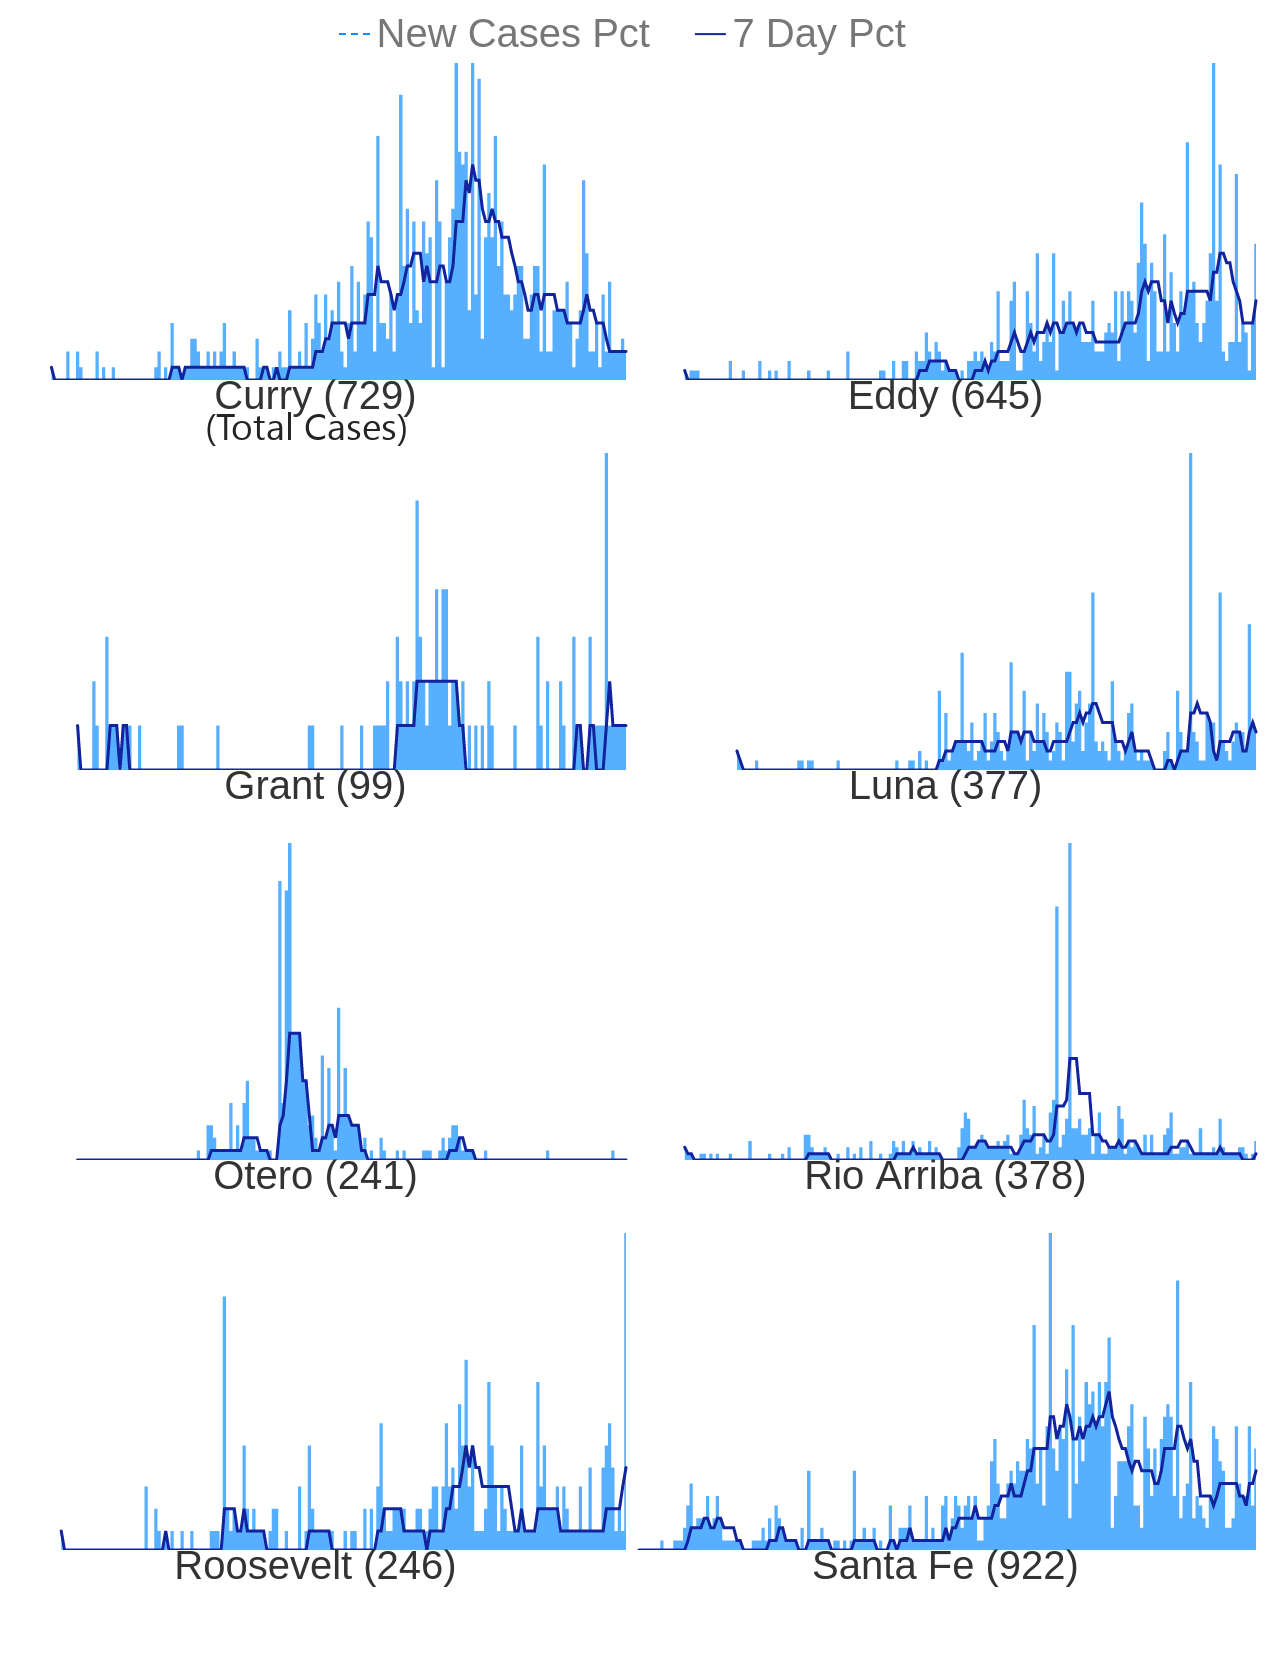 New Cases Pct 7 Day Pct
Curry (729) Eddy (645)
(Total Cases)
Grant (99) Luna (377)
Otero (241) Rio Arriba (378)
Roosevelt (246) Santa Fe (922)